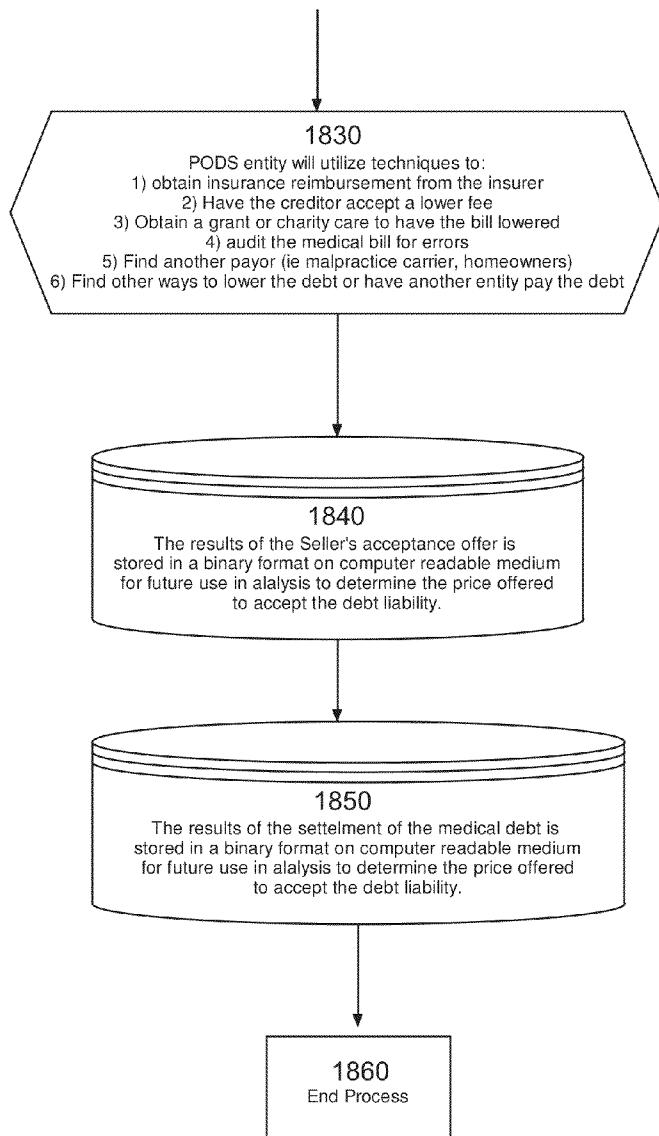 1830
PODS entity will utilize techniques to:
1) obtain insurance reimbursement from the insurer
2) Have the creditor accept a lower fee
3) Obtain a grant or charity care to have the bill lowered
4) audit the medical bill for errors
5) Find another payor (ie malpractice carrier, homeowners)
6) Find other ways to lower the debt or have another entity pay the debt
1840
The results of the Seller's acceptance offer is
stored in a binary format on computer readable medium
for future use in alalysis to determine the price offered
to accept the debt liability.
1850
The results of the settelment of the medical debt is
stored in a binary format on computer readable medium
for future use in alalysis to determine the price offered
to accept the debt liability.
1860
End Process